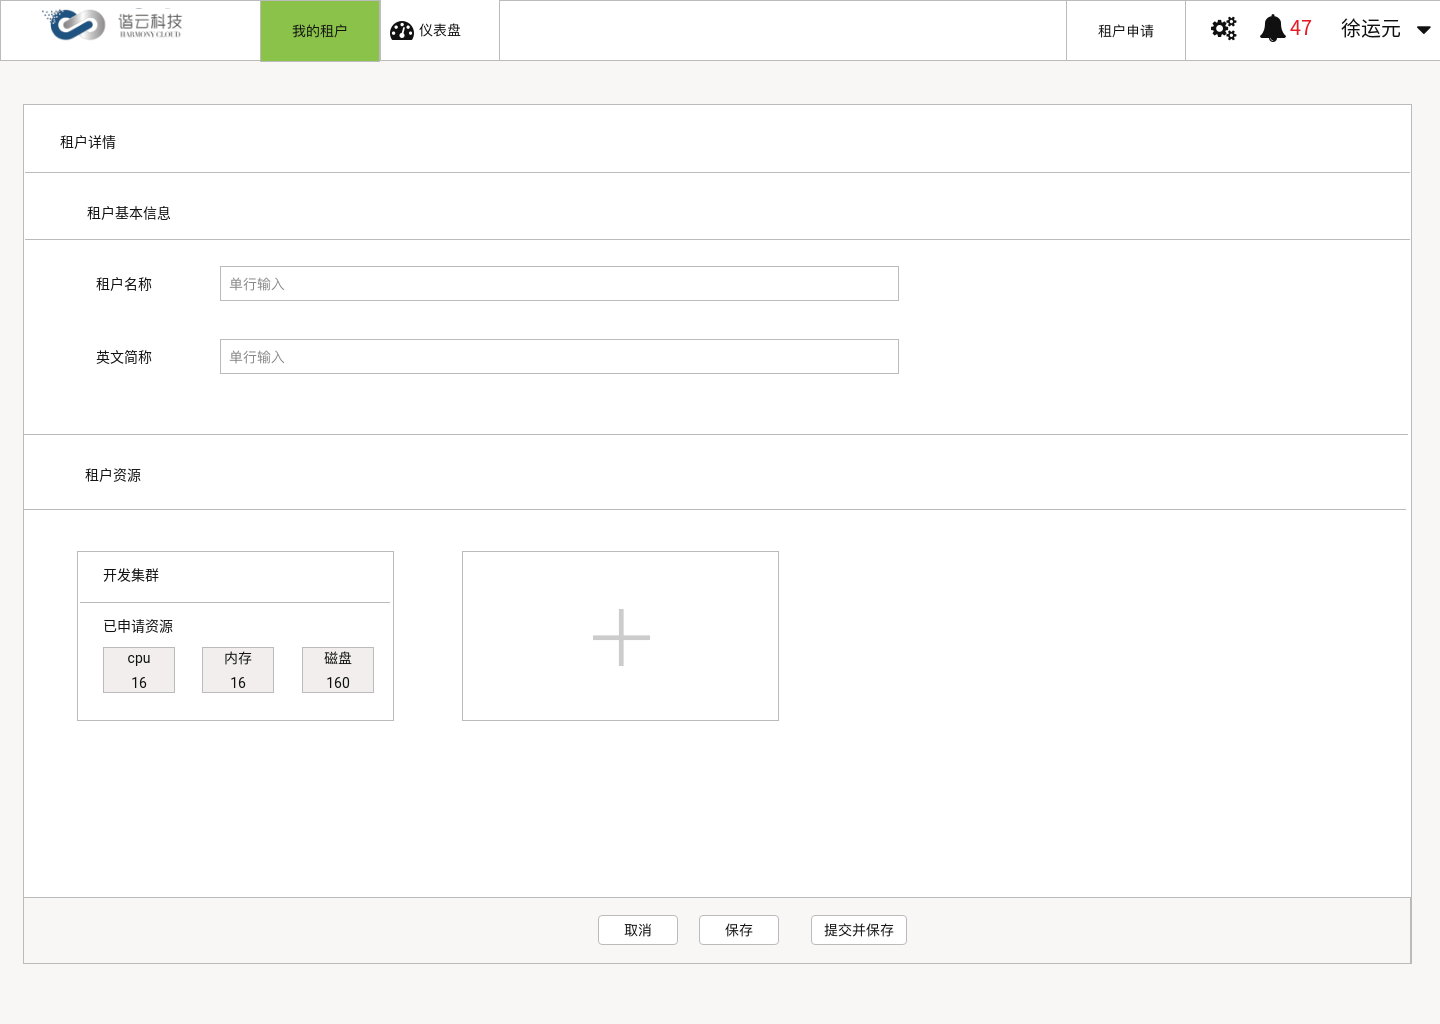 谐云科技
HARMONY CLOUD
我的租户
仪表盘
租户申请
47
徐运元
租户详情
租户基本信息
租户名称
单行输入
英文简称
单行输入
租户资源
开发集群
已申请资源
cpu
16
内存
16
磁盘
160
取消
保存
提交并保存